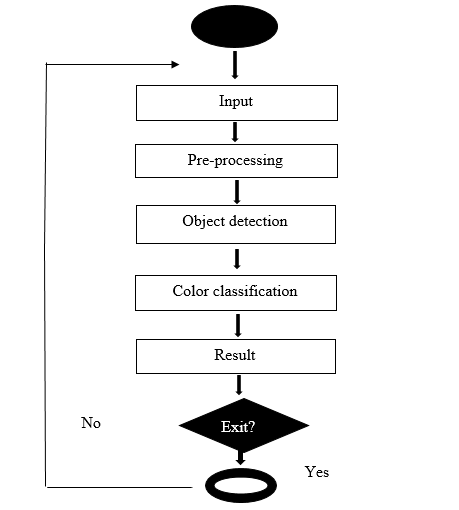 Input
Pre-processing
Object detection
Color classification
Result
Exit?
No
Yes